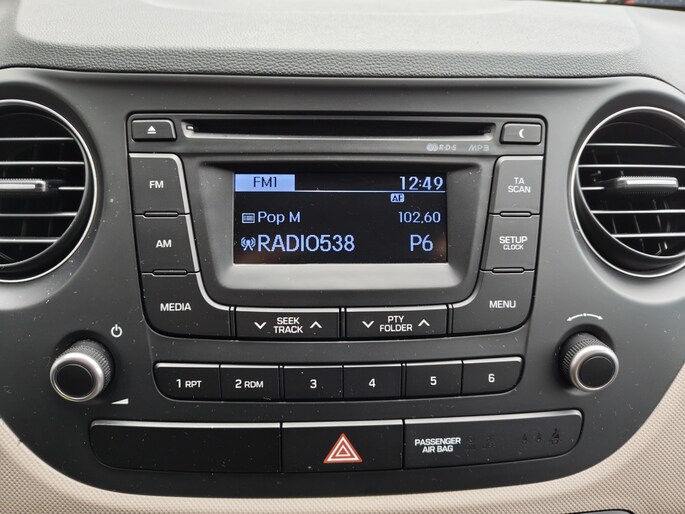 RDS MP3
FM1 12:49
AF
Pop M 102.60
RADIO538 P6
FM
AM
MEDIA
TA
SCAN
SETUP
CLOCK
MENU
SEEK
TRACK
PTY
FOLDER
1 RPT 2 RDM 3 4 5 6
PASSENGER
AIR BAG